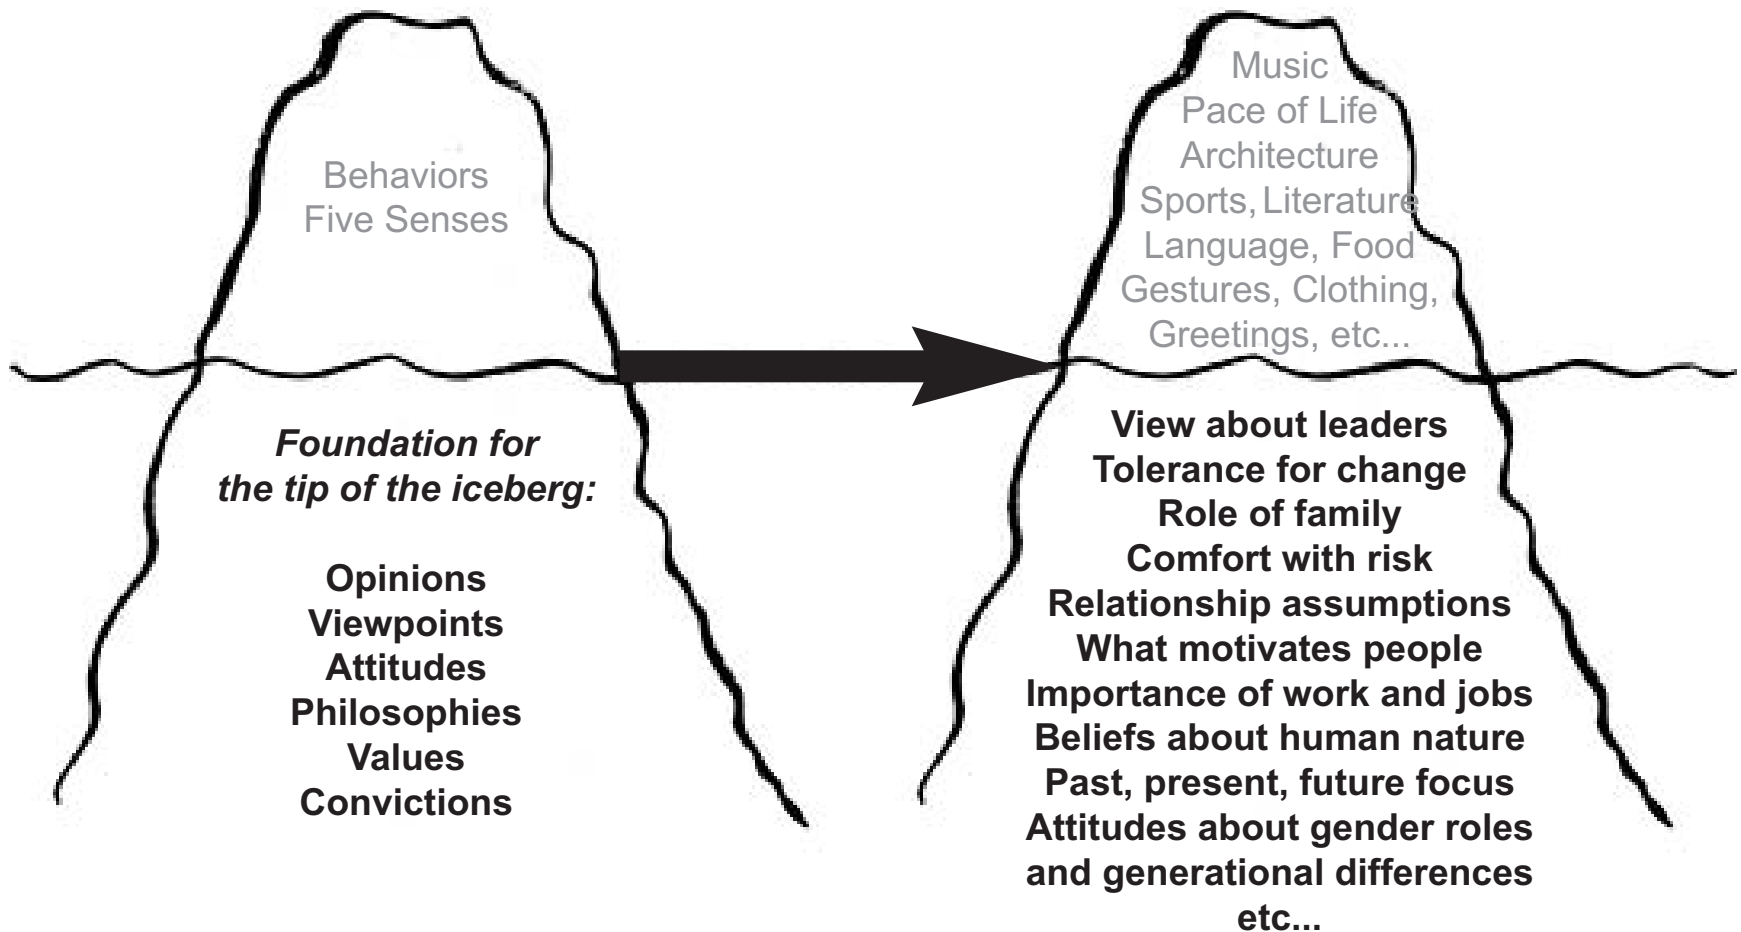 Behaviors
Five Senses
Foundation for
the tip of the iceberg:
Opinions
Viewpoints
Attitudes
Philosophies
Values
Convictions
Music
Pace of Life
Architecture
Sports, Literature
Language, Food
Gestures, Clothing,
Greetings, etc...
View about leaders
Tolerance for change
Role of family
Comfort with risk
Relationship assumptions
What motivates people
Importance of work and jobs
Beliefs about human nature
Past, present, future focus
Attitudes about gender roles
and generational differences
etc...